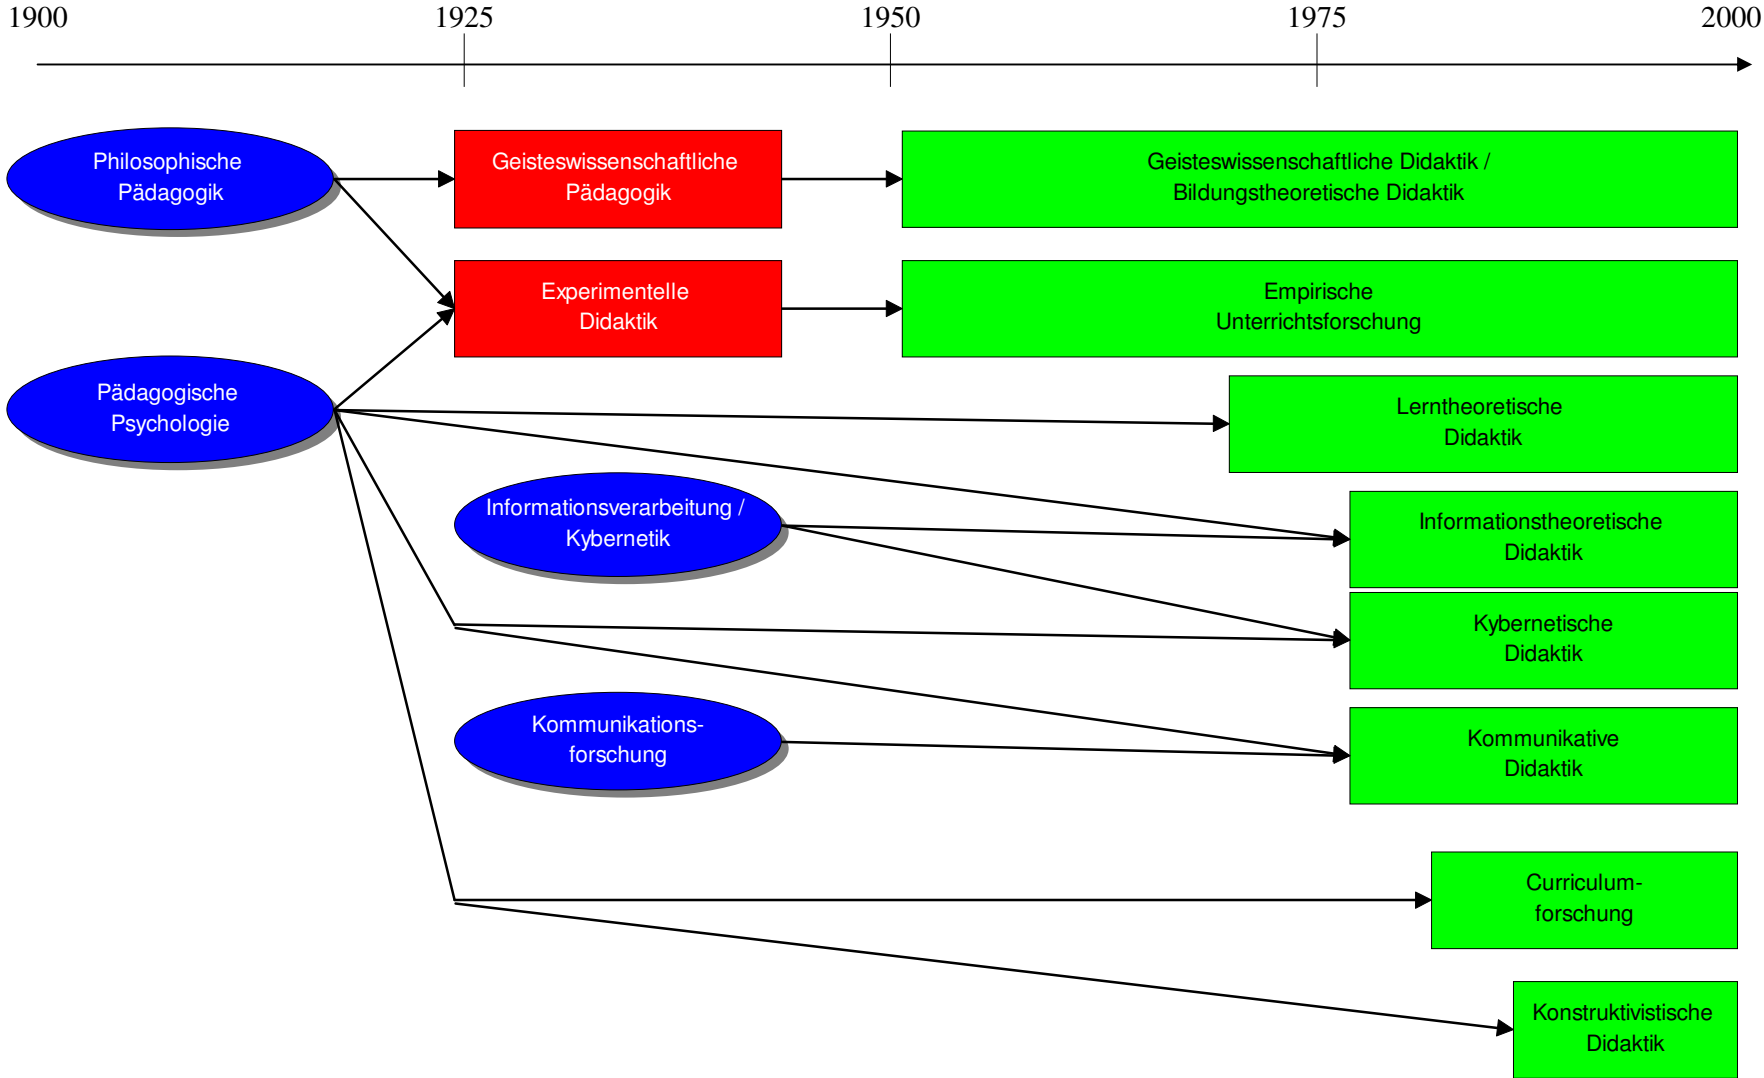 1900
1925
1950
1975
2000
Philosophische
Pädagogik
Geisteswissenschaftliche
Pädagogik
Geisteswissenschaftliche Didaktik /
Bildungstheoretische Didaktik
Experimentelle
Didaktik
Empirische
Unterrichtsforschung
Pädagogische
Psychologie
Lerntheoretische
Didaktik
Informationsverarbeitung /
Kybernetik
Informationstheoretische
Didaktik
Kybernetische
Didaktik
Kommunikations-
forschung
Kommunikative
Didaktik
Curriculum-
forschung
Konstruktivistische
Didaktik